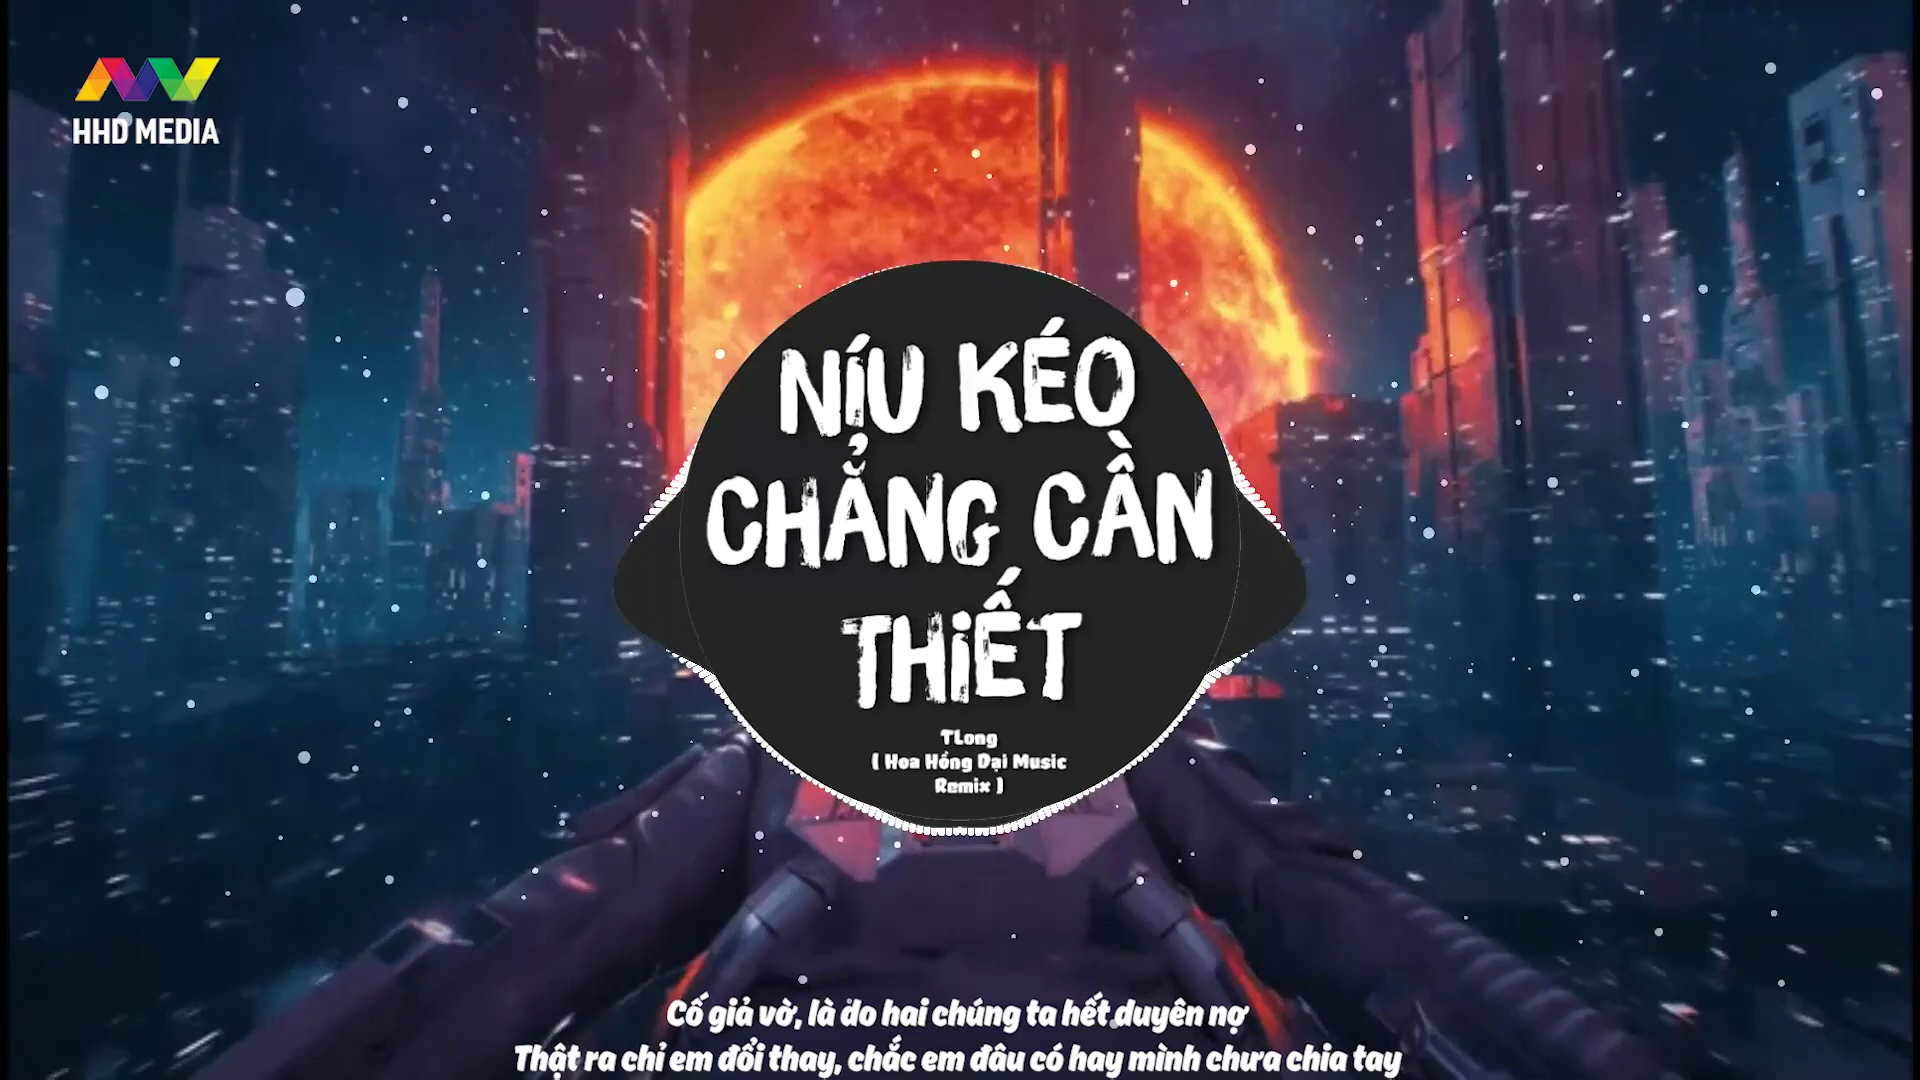 HHD MEDIA
NÍU KÉO
CHẲNG CẦN
THiẾT
TLong
( Hoa Hồng Dại Music
Remix )
Cố giả vờ, là do hai chúng ta hết duyên nợ
Thật ra chỉ em đổi thay, chắc em đâu có hay mình chưa chia tay